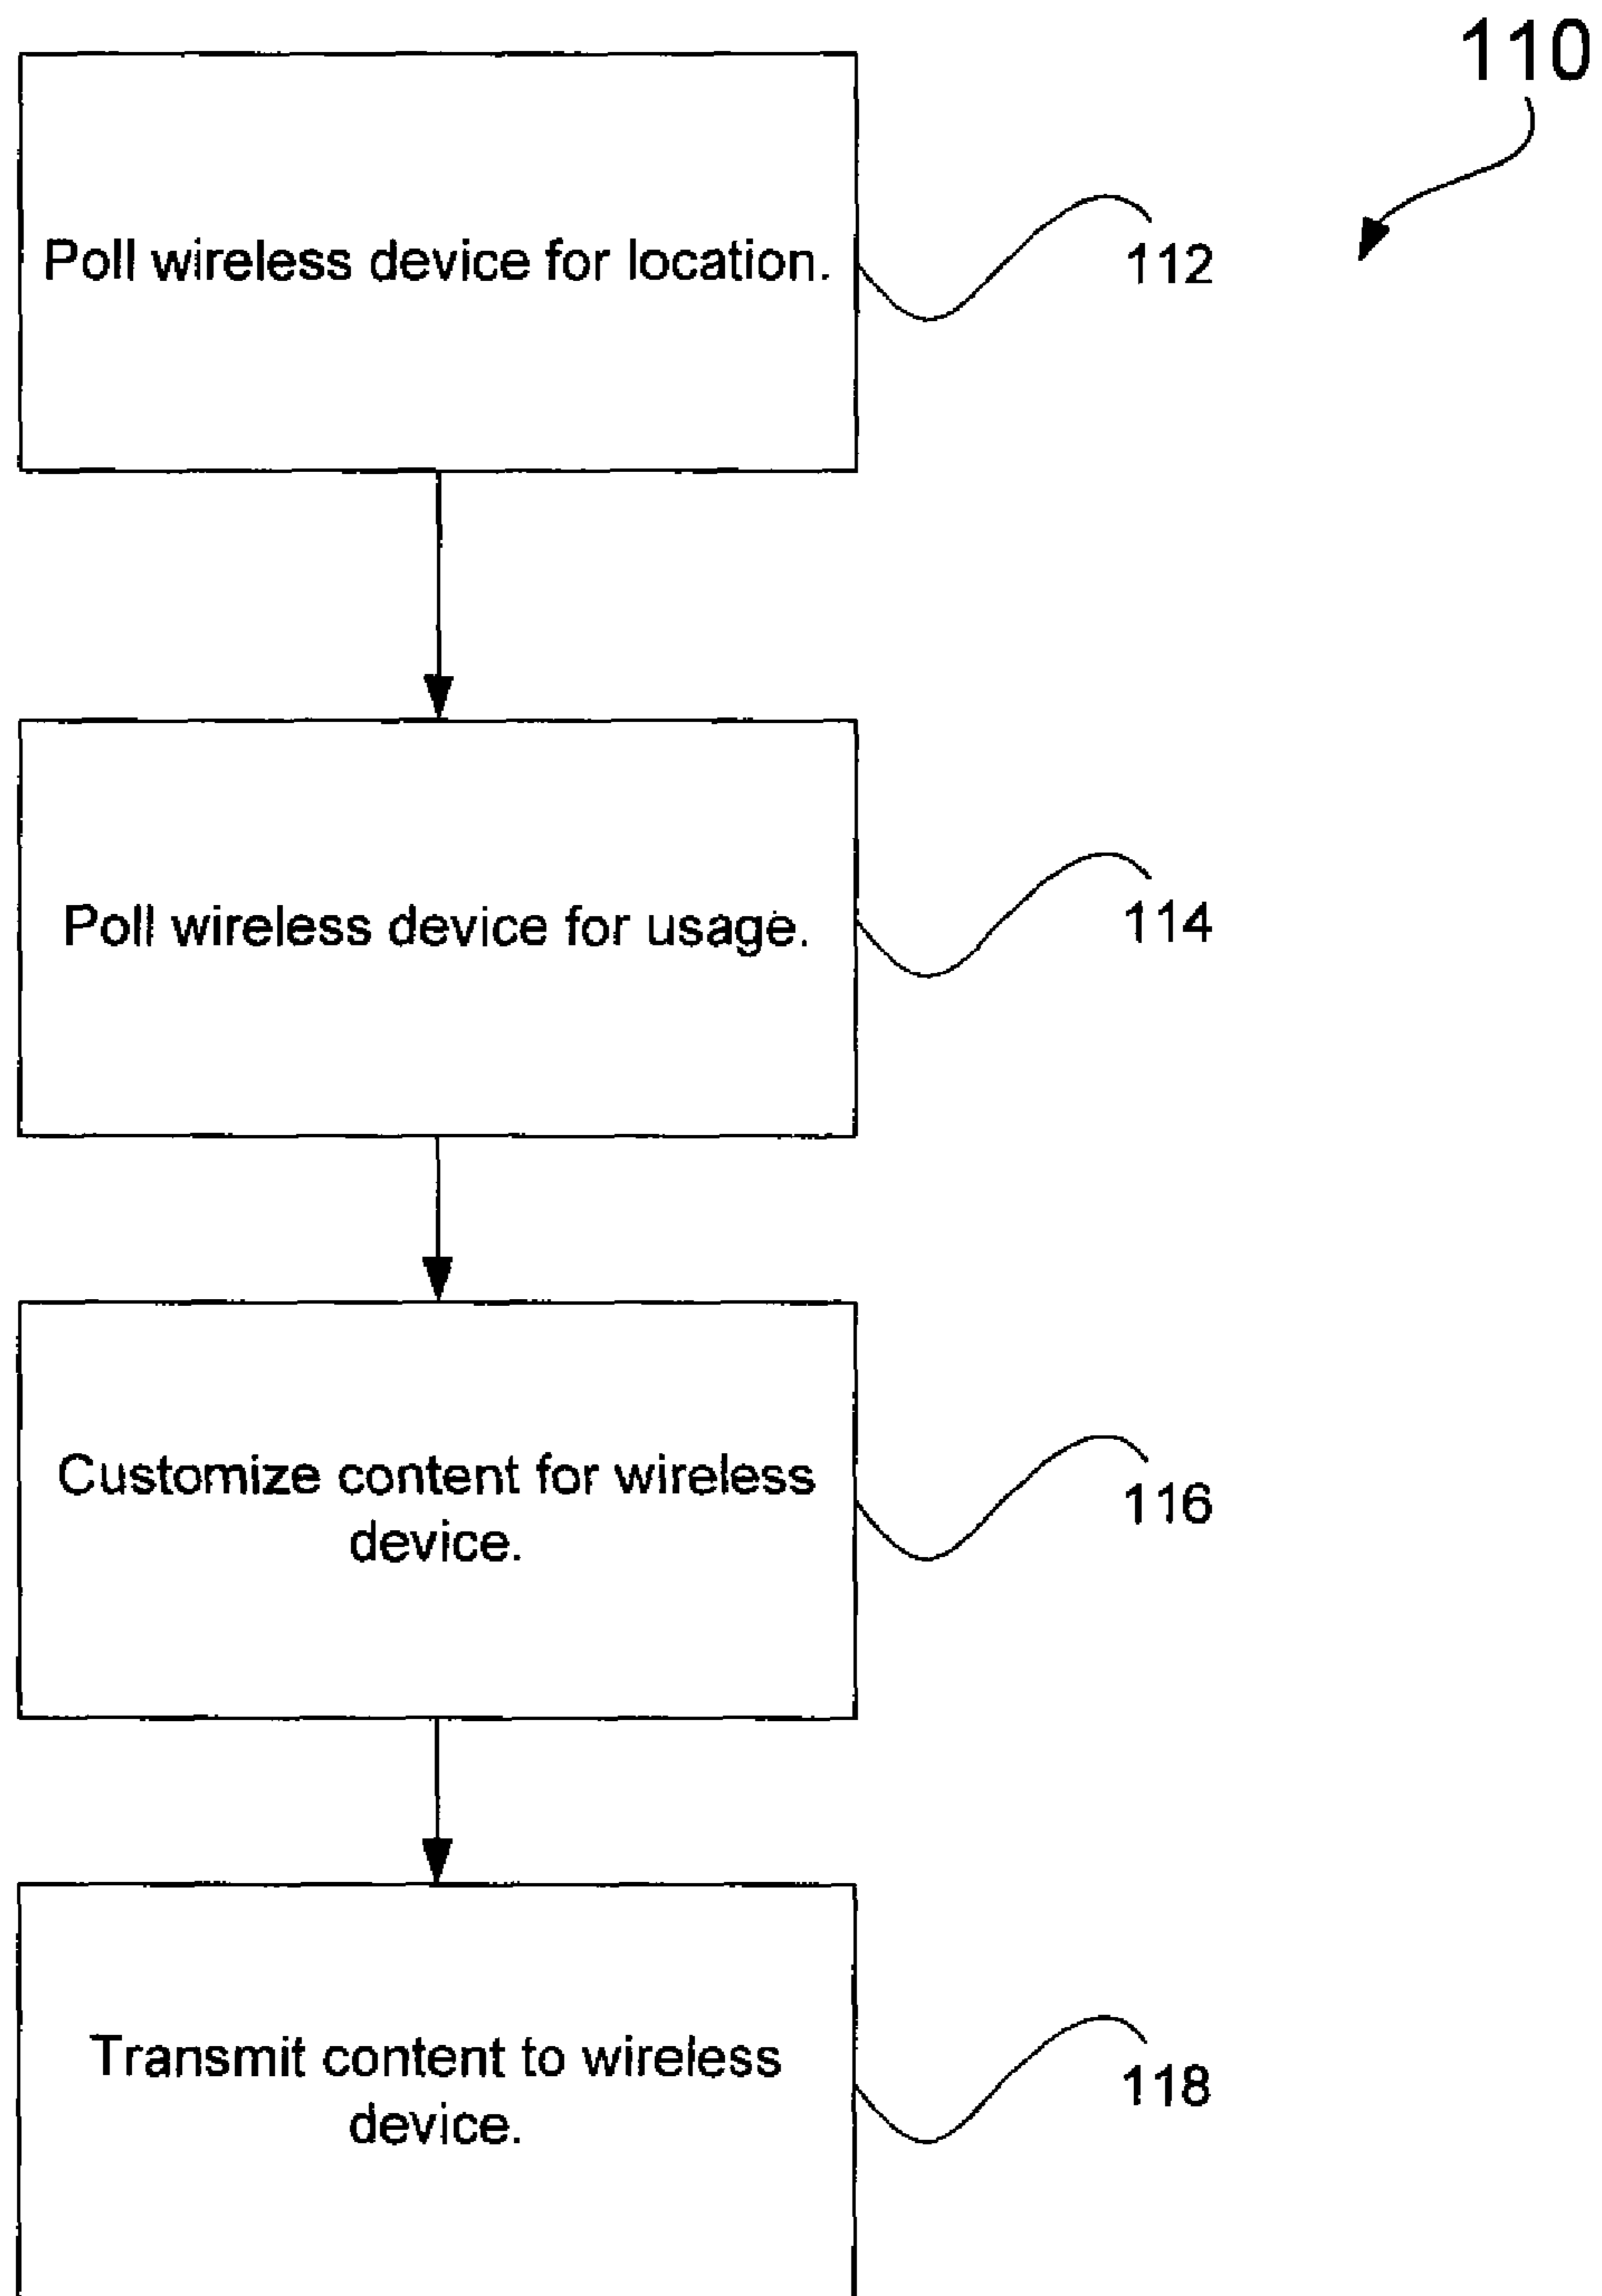 110
Poll wireless device for location.
112
Poll wireless device for usage.
114
Customize content for wireless
device.
116
Transmit content to wireless
device.
118